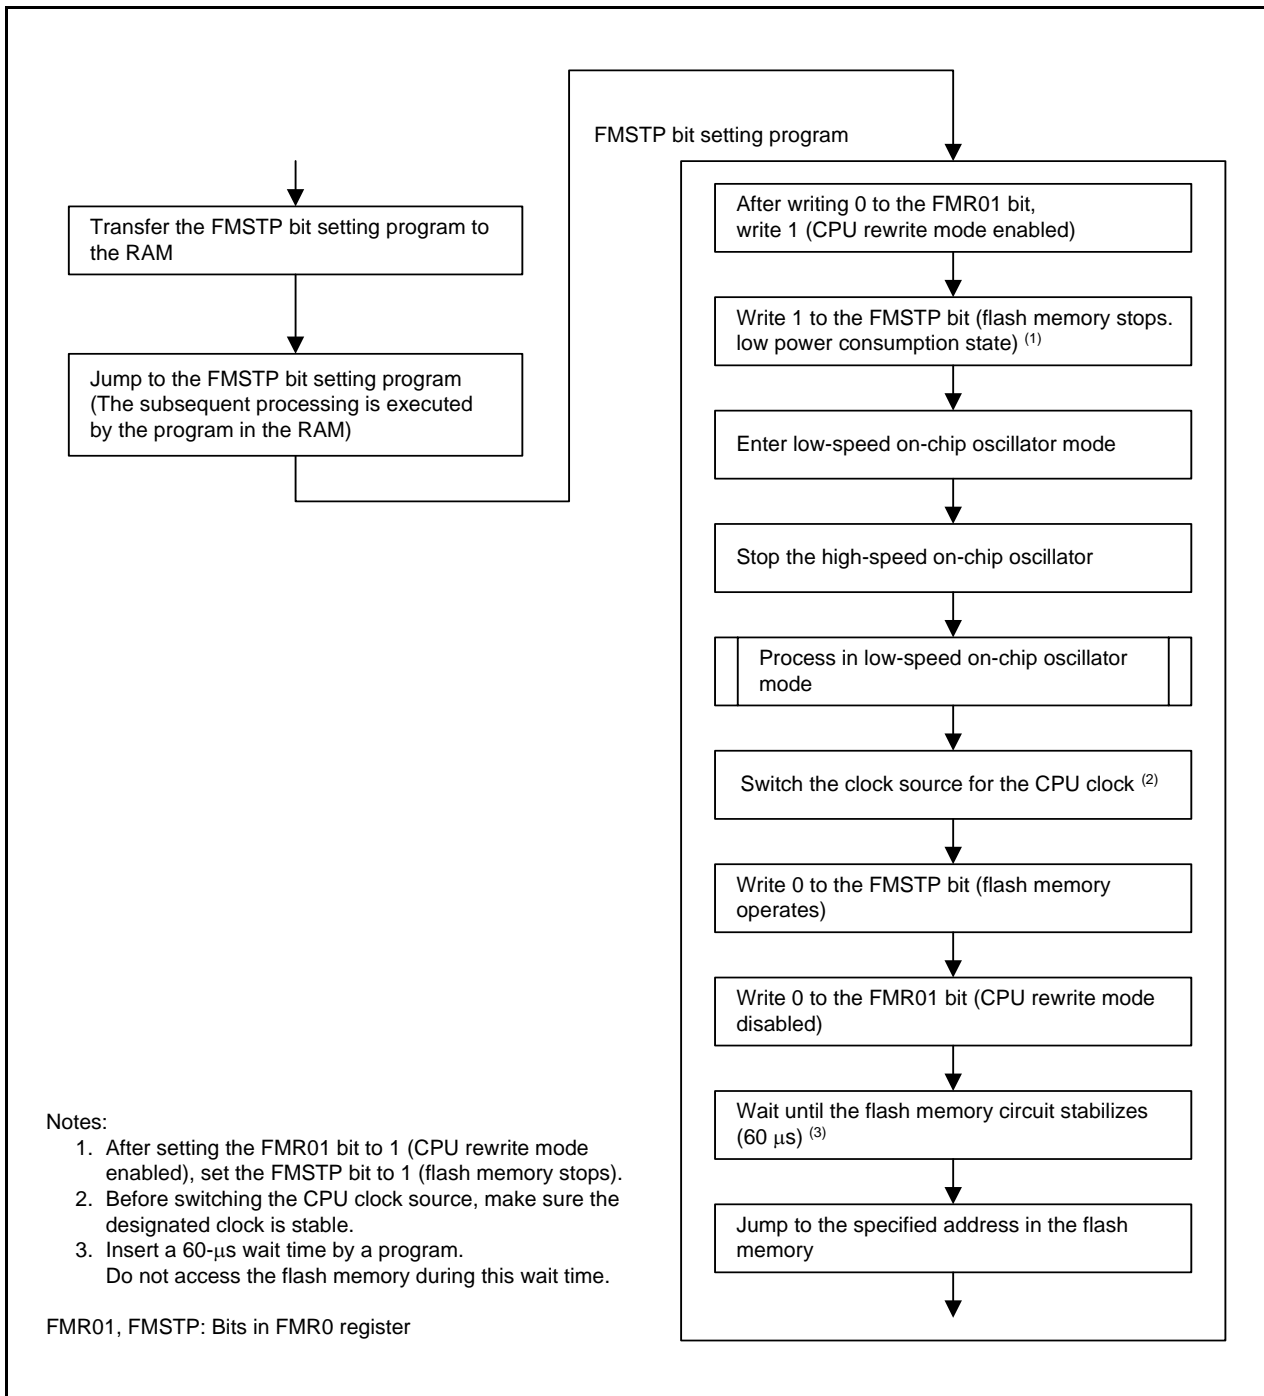 Transfer the FMSTP bit setting program to
the RAM
Jump to the FMSTP bit setting program
(The subsequent processing is executed
by the program in the RAM)
FMSTP bit setting program
After writing 0 to the FMR01 bit,
write 1 (CPU rewrite mode enabled)
Write 1 to the FMSTP bit (flash memory stops.
low power consumption state) (1)
Enter low-speed on-chip oscillator mode
Stop the high-speed on-chip oscillator
Process in low-speed on-chip oscillator
mode
Switch the clock source for the CPU clock (2)
Write 0 to the FMSTP bit (flash memory
operates)
Write 0 to the FMR01 bit (CPU rewrite mode
disabled)
Wait until the flash memory circuit stabilizes
(60 μs) (3)
Jump to the specified address in the flash
memory
Notes:
1. After setting the FMR01 bit to 1 (CPU rewrite mode
enabled), set the FMSTP bit to 1 (flash memory stops).
2. Before switching the CPU clock source, make sure the
designated clock is stable.
3. Insert a 60-μs wait time by a program.
Do not access the flash memory during this wait time.
FMR01, FMSTP: Bits in FMR0 register